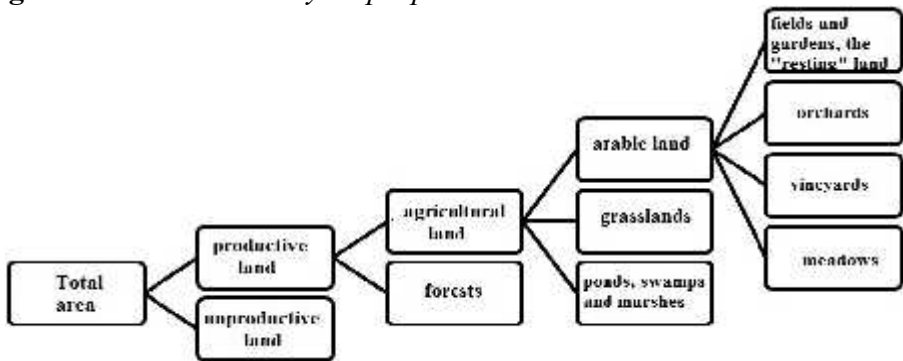 fields and
gardens, the
"resting" land
orchards
arable land
vineyards
agricultural
land
grasslands
meadows
productive
land
Total
area
forests
ponds, swamps
and murshes
unproductive
land